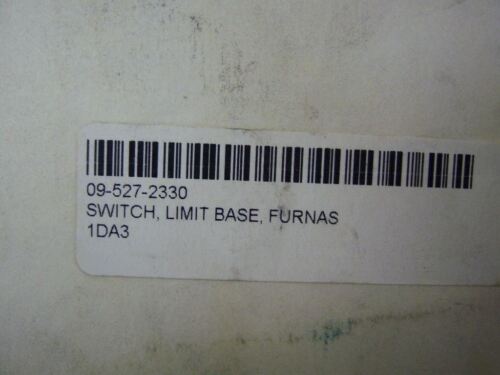 09-527-2330
SWITCH, LIMIT BASE, FURNAS
1DA3